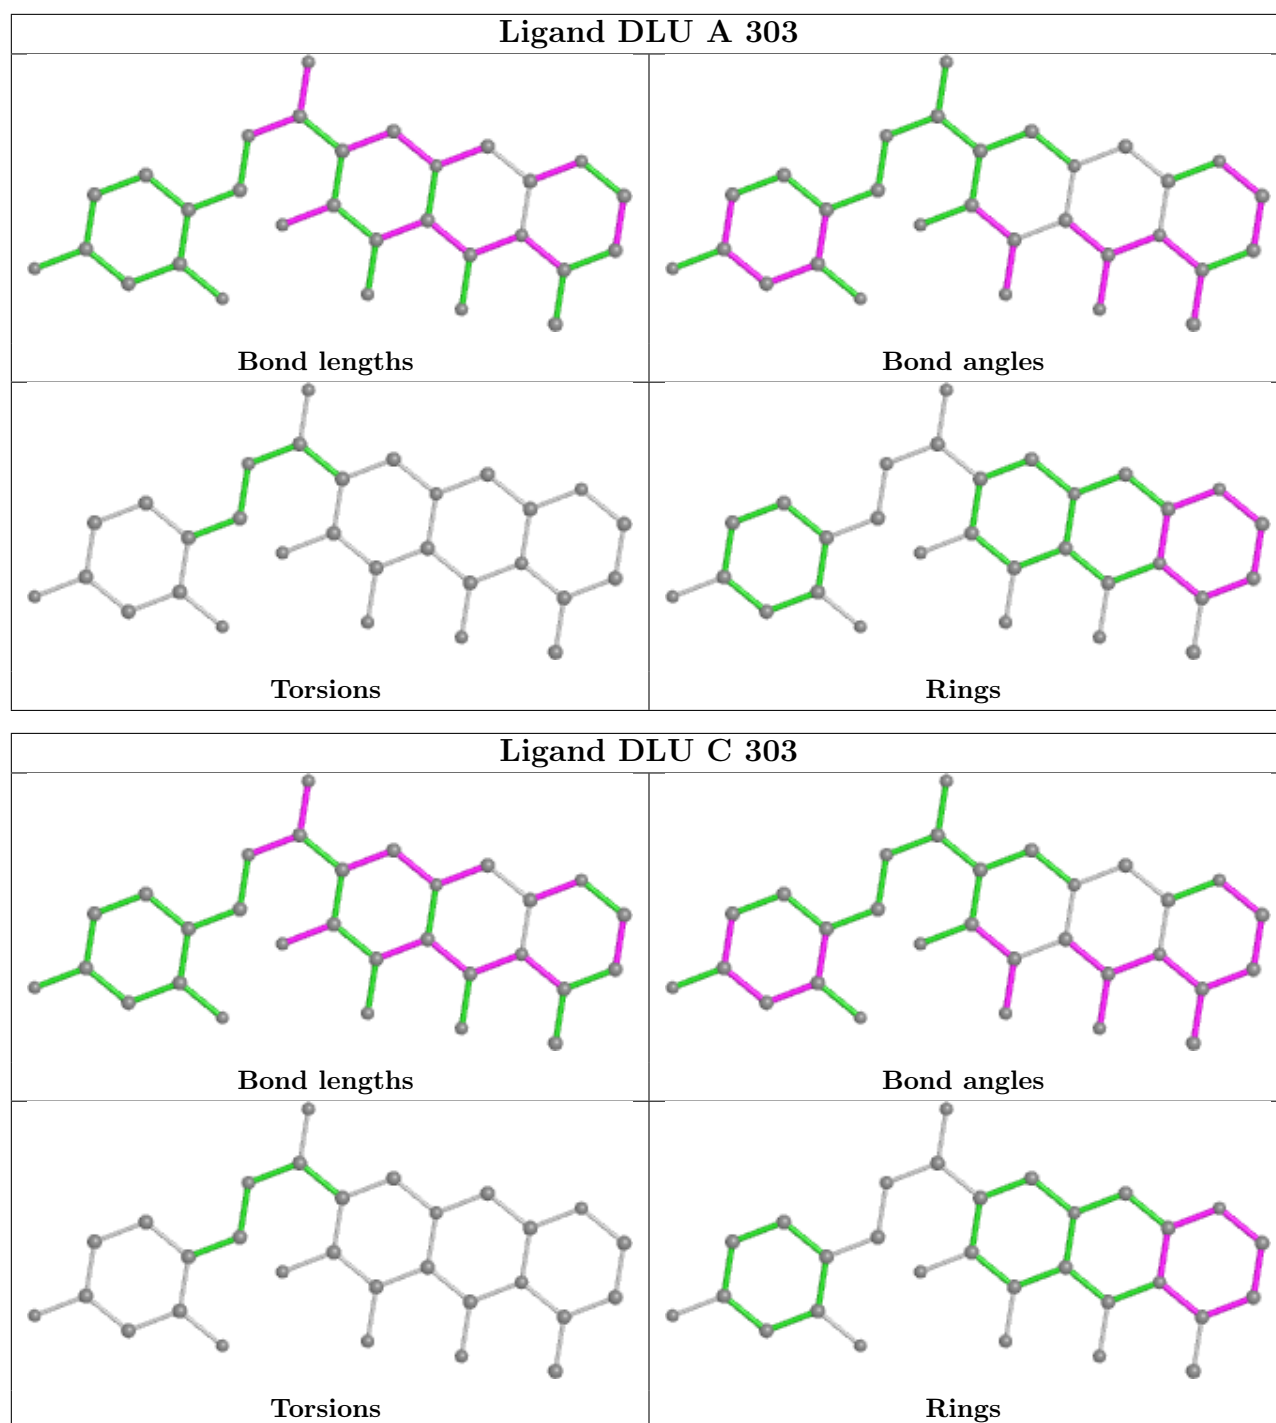 Ligand DLU A 303
Bond lengths
Bond angles
Torsions
Rings
Ligand DLU C 303
Bond lengths
Bond angles
Torsions
Rings